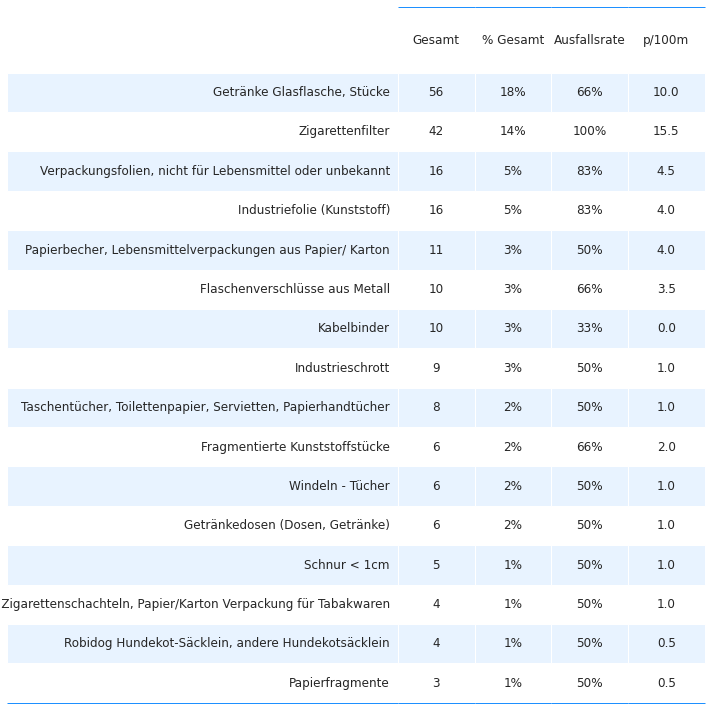 Gesamt % Gesamt Ausfallsrate p/100m
Getränke Glasflasche, Stücke 56 18% 66% 10.0
Zigarettenfilter 42 14% 100% 15.5
Verpackungsfolien, nicht für Lebensmittel oder unbekannt 16 5% 83% 4.5
Industriefolie (Kunststoff) 16 5% 83% 4.0
Papierbecher, Lebensmittelverpackungen aus Papier/ Karton 11 3% 50% 4.0
Flaschenverschlüsse aus Metall 10 3% 66% 3.5
Kabelbinder 10 3% 33% 0.0
Industrieschrott 9 3% 50% 1.0
Taschentücher, Toilettenpapier, Servietten, Papierhandtücher 8 2% 50% 1.0
Fragmentierte Kunststoffstücke 6 2% 66% 2.0
Windeln - Tücher 6 2% 50% 1.0
Getränkedosen (Dosen, Getränke) 6 2% 50% 1.0
Schnur < 1cm 5 1% 50% 1.0
Zigarettenschachteln, Papier/Karton Verpackung für Tabakwaren 4 1% 50% 1.0
Robidog Hundekot-Säcklein, andere Hundekotsäcklein 4 1% 50% 0.5
Papierfragmente 3 1% 50% 0.5